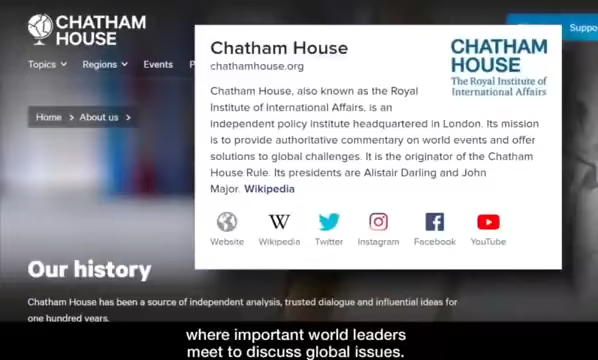 CHATHAM
HOUSE
Suppo
Topics
Regions
Events
P
Home > About us >
Chatham House
chathamhouse.org
CHATHAM
HOUSE
The Royal Institute of
International Affairs
Chatham House, also known as the Royal
Institute of International Affairs, is an
independent policy institute headquartered in London. Its mission
is to provide authoritative commentary on world events and offer
solutions to global challenges. It is the originator of the Chatham
House Rule. Its presidents are Alistair Darling and John
Major. Wikipedia
W
Website
Wikipedia
Twitter
Instagram
Facebook
YouTube
Our history
Chatham House has been a source of independent analysis, trusted dialogue and influential ideas for
one hundred years.
where important world leaders
meet to discuss global issues.